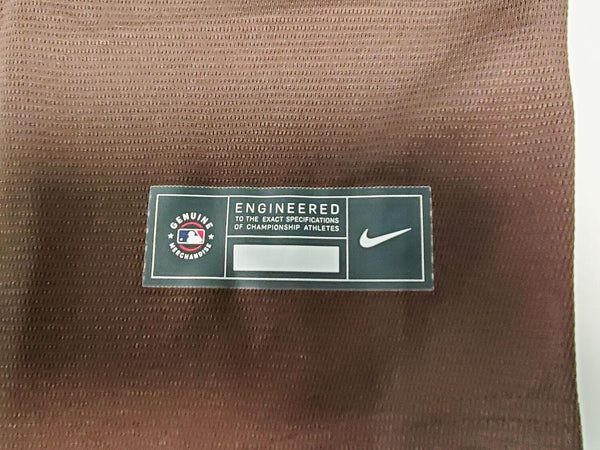 GENUINE
MERCHANDISE
ENGINEERED
TO THE EXACT SPECIFICATIONS
OF CHAMPIONSHIP ATHLETES